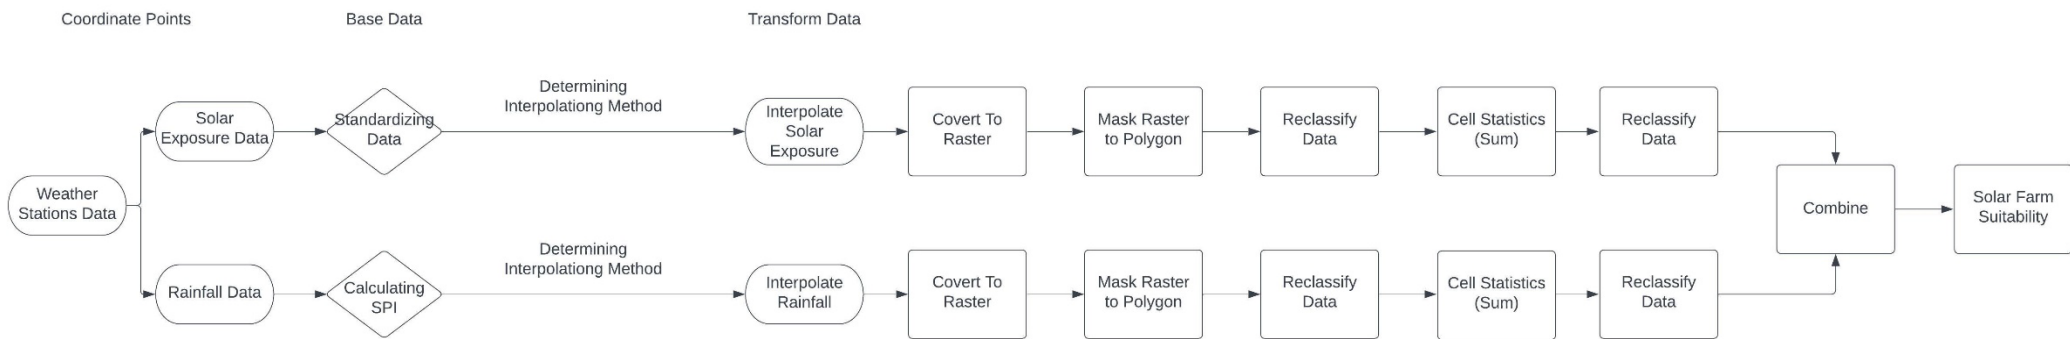 Coordinate Points
Base Data
Transform Data
Weather
Stations Data
Solar
Exposure Data
Standardizing
Data
Determining
Interpolationg Method
Interpolate
Solar
Exposure
Covert To
Raster
Mask Raster
to Polygon
Reclassify
Data
Cell Statistics
(Sum)
Reclassify
Data
Rainfall Data
Calculating
SPI
Determining
Interpolationg Method
Interpolate
Rainfall
Covert To
Raster
Mask Raster
to Polygon
Reclassify
Data
Cell Statistics
(Sum)
Reclassify
Data
Combine
Solar Farm
Suitability